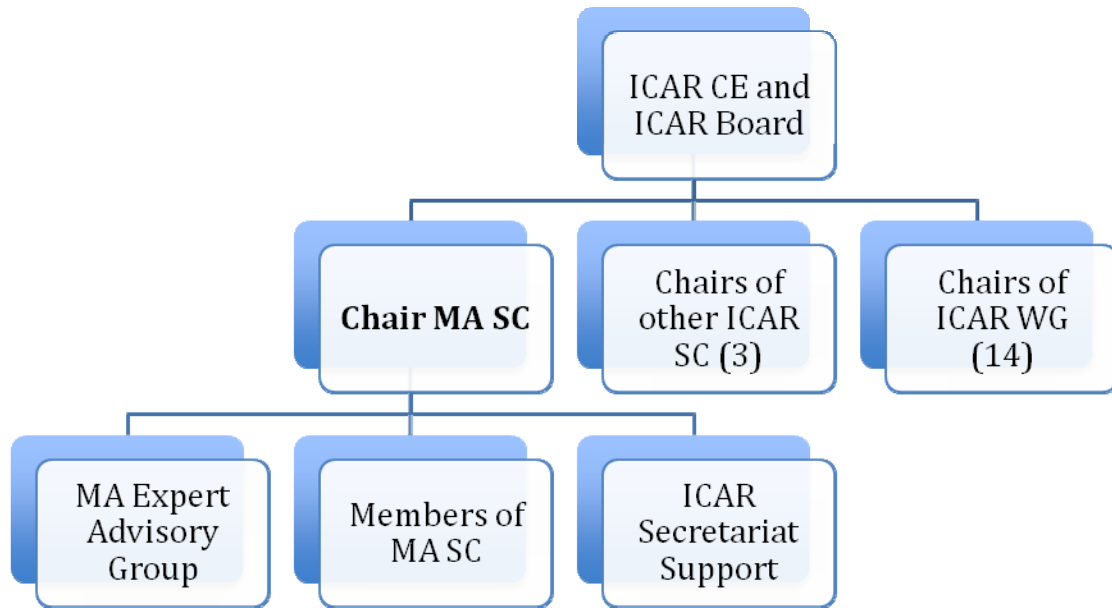 ICAR CE and
ICAR Board
Chair MA SC
Chairs of
other ICAR
SC (3)
Chairs of
ICAR WG
(14)
MA Expert
Advisory
Group
Members of
MA SC
ICAR
Secretariat
Support